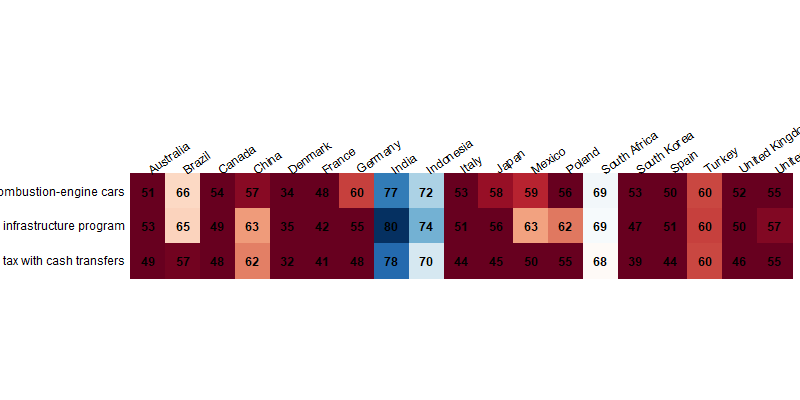 Australia Brazil Canada China Denmark France Germany India Indonesia Italy Japan Mexico Poland South Africa South Korea Spain Turkey United Kingdo Unit
ombustion-engine cars 51 66 54 57 34 48 60 77 72 53 58 59 56 69 53 50 60 52 55
infrastructure program 53 65 49 63 35 42 55 80 74 51 56 63 62 69 47 51 60 50 57
tax with cash transfers 49 57 48 62 32 41 48 78 70 44 45 50 55 68 39 44 60 46 55